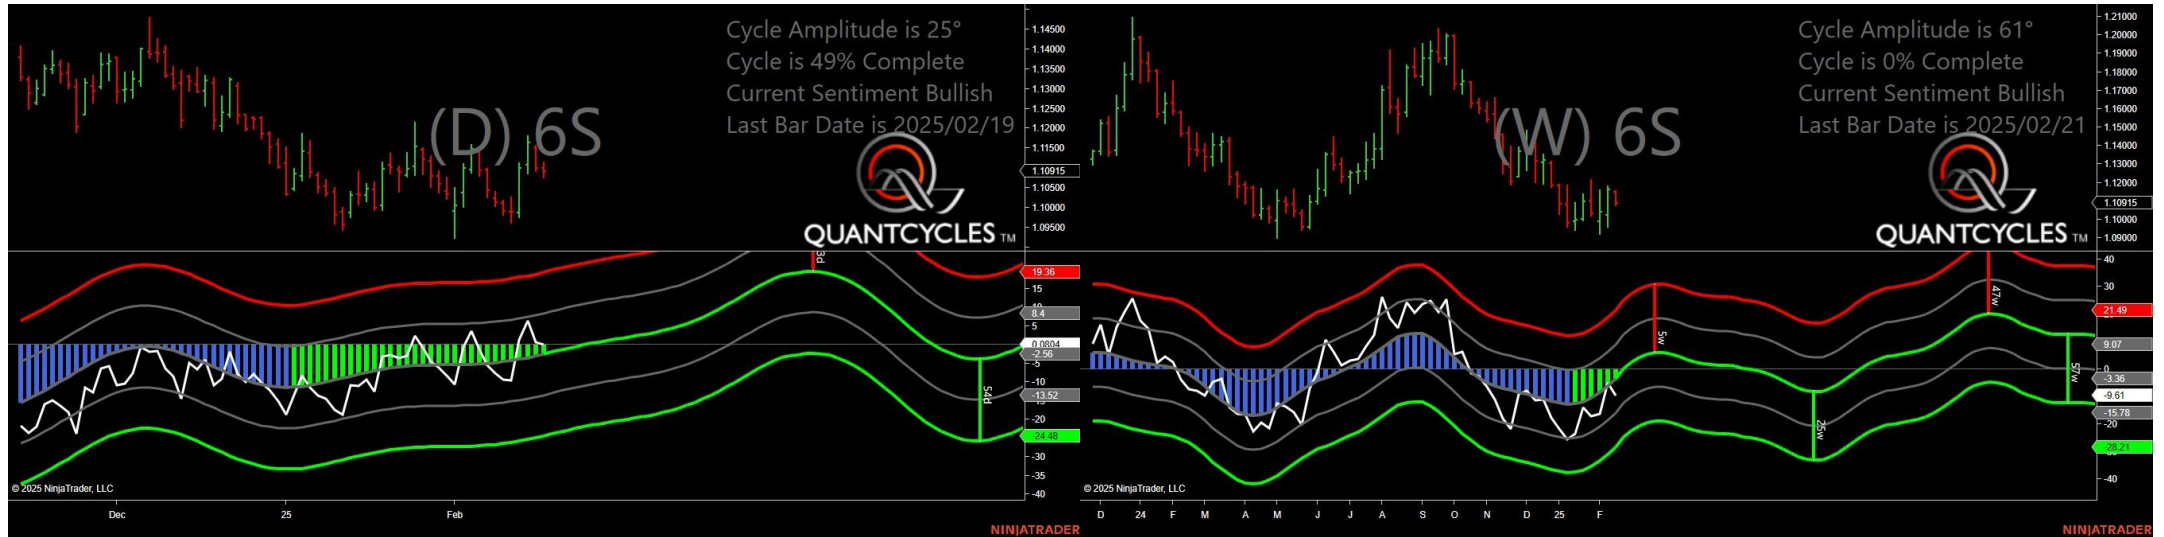 Cycle Amplitude is 25°
Cycle is 49% Complete
Current Sentiment Bullish
Last Bar Date is 2025/02/19
(D) 6S
QUANTCYCLES TM
1.14500
1.14000
1.13500
1.13000
1.12500
1.12000
1.11500
1.10915
1.10500
1.10000
1.09500
3d
54d
19.36
15
10
8.4
5
0.0804
-2.56
-5
-10
-13.52
-20
-24.48
-30
-35
-40
© 2025 NinjaTrader, LLC
Dec
25
Feb
NINJATRADER
Cycle Amplitude is 61°
Cycle is 0% Complete
Current Sentiment Bullish
Last Bar Date is 2025/02/21
(W) 6S
QUANTCYCLES TM
1.21000
1.20000
1.19000
1.18000
1.17000
1.16000
1.15000
1.14000
1.13000
1.12000
1.10915
1.10000
1.09000
5w
25w
47w
57w
40
30
21.49
9.07
0
-3.36
-9.61
-15.78
-20
-28.21
-40
© 2025 NinjaTrader, LLC
D 24 F M A M J J A S O N D 25 F
NINJATRADER